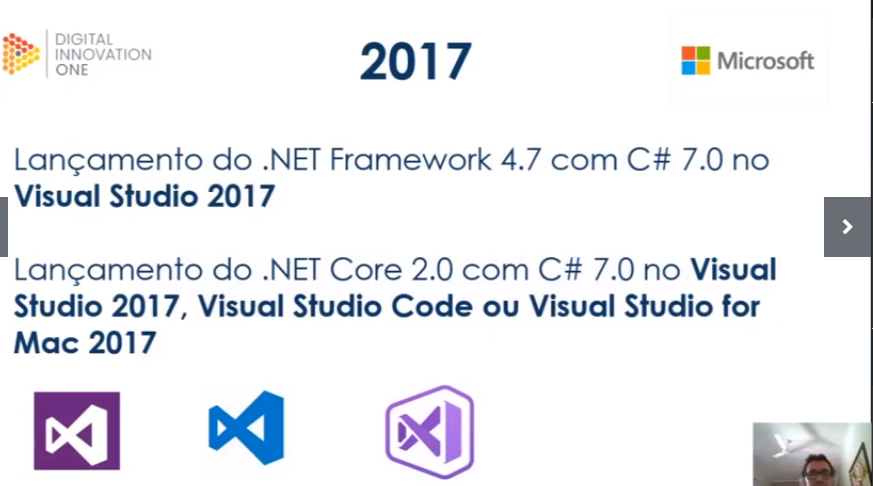 DIGITAL
INNOVATION
ONE
2017
Microsoft
Lançamento do .NET Framework 4.7 com C# 7.0 no
Visual Studio 2017
Lançamento do .NET Core 2.0 com C# 7.0 no Visual
Studio 2017, Visual Studio Code ou Visual Studio for
Mac 2017